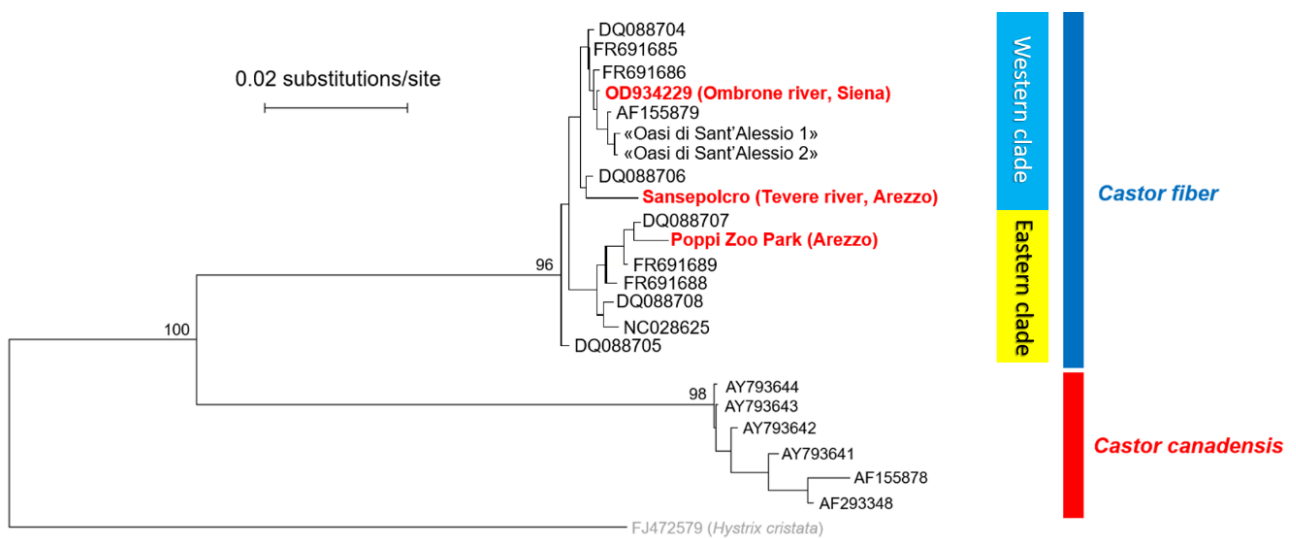 DQ088704
FR691685
0.02 substitutions/site
FR691686
OD934229 (Ombrone river, Siena)
AF155879
«Oasi di Sant'Alessio 1»
«Oasi di Sant'Alessio 2»
DQ088706
Sansepolcro (Tevere river, Arezzo)
DQ088707
Poppi Zoo Park (Arezzo)
96
FR691689
FR691688
DQ088708
NC028625
100
DQ088705
Western clade
Eastern clade
Castor fiber
98
AY793644
AY793643
AY793642
AY793641
AF155878
AF293348
Castor canadensis
FJ472579 (Hystrix cristata)